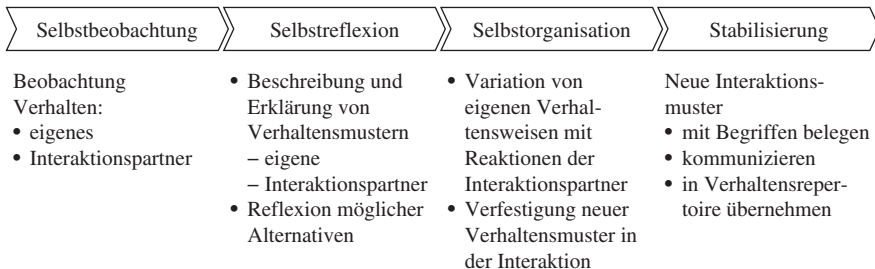 Selbstbeobachtung
Selbstreflexion
Selbstorganisation
Stabilisierung
Beobachtung
Verhalten:
• eigenes
• Interaktionspartner
• Beschreibung und
Erklärung von
Verhaltensmustern
– eigene
– Interaktionspartner
• Reflexion möglicher
Alternativen
• Variation von
eigenen Verhal-
tensweisen mit
Reaktionen der
Interaktionspartner
• Verfestigung neuer
Verhaltensmuster in
der Interaktion
Neue Interaktions-
muster
• mit Begriffen belegen
• kommunizieren
• in Verhaltensreper-
toire übernehmen